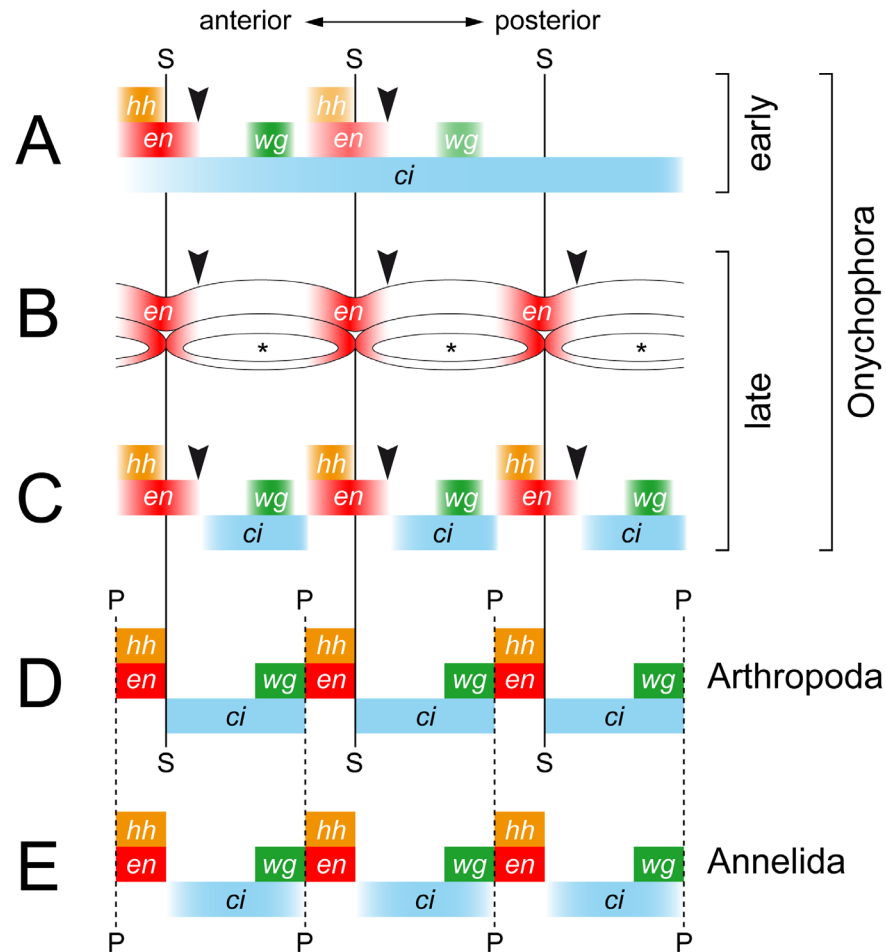 anterior posterior
S S S
A
hh hh
en wg en wg
ci
early
B
en en en
* * *
late
Onychophora
C
hh hh hh
en wg en wg en wg
ci ci ci
P P P P
D
hh hh hh
en wg en wg en wg
ci ci ci
Arthropoda
S S S
E
hh hh hh
en wg en wg en wg
ci ci ci
Annelida
P P P P